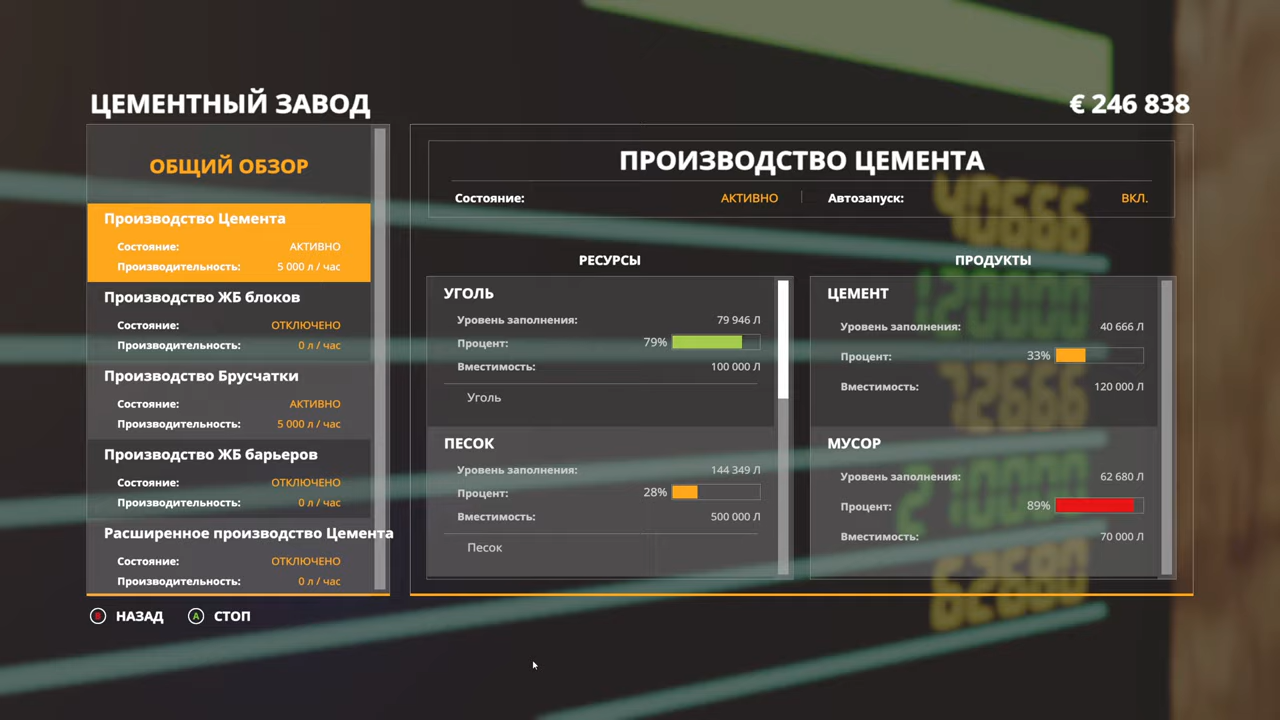 ЦЕМЕНТНЫЙ ЗАВОД
€ 246 838
ОБЩИЙ ОБЗОР
Производство Цемента
Состояние: АКТИВНО
Производительность: 5 000 л / час
Производство ЖБ блоков
Состояние: ОТКЛЮЧЕНО
Производительность: 0 л / час
Производство Брусчатки
Состояние: АКТИВНО
Производительность: 5 000 л / час
Производство ЖБ барьеров
Состояние: ОТКЛЮЧЕНО
Производительность: 0 л / час
Расширенное производство Цемента
Состояние: ОТКЛЮЧЕНО
Производительность: 0 л / час
ПРОИЗВОДСТВО ЦЕМЕНТА
Состояние: АКТИВНО Автозапуск: ВКЛ.
РЕСУРСЫ
УГОЛЬ
Уровень заполнения: 79 946 Л
Процент: 79%
Вместимость: 100 000 Л
Уголь
ПЕСОК
Уровень заполнения: 144 349 Л
Процент: 28%
Вместимость: 500 000 Л
Песок
ПРОДУКТЫ
ЦЕМЕНТ
Уровень заполнения: 40 666 Л
Процент: 33%
Вместимость: 120 000 Л
МУСОР
Уровень заполнения: 62 680 Л
Процент: 89%
Вместимость: 70 000 Л
40666
120000
72666
210000
62680
B НАЗАД A СТОП